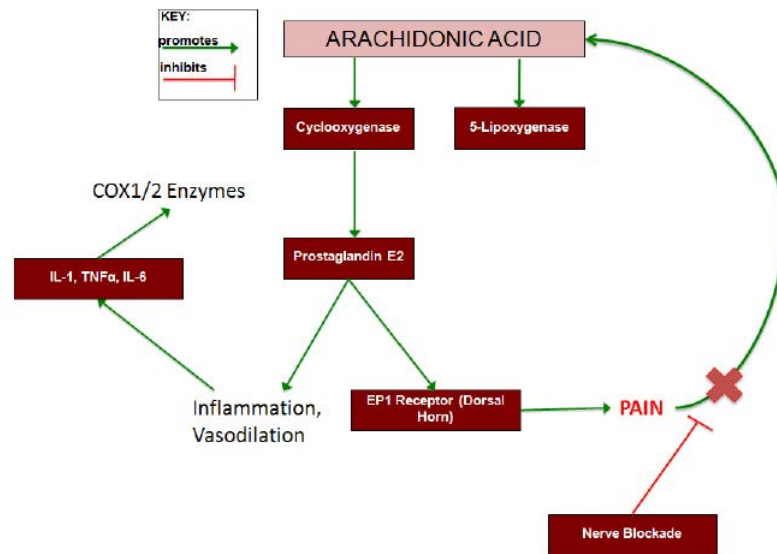 KEY:
promotes
inhibits
ARACHIDONIC ACID
Cyclooxygenase
5-Lipoxygenase
COX1/2 Enzymes
IL-1, TNFα, IL-6
Prostaglandin E2
Inflammation,
Vasodilation
EP1 Receptor (Dorsal
Horn)
PAIN
Nerve Blockade